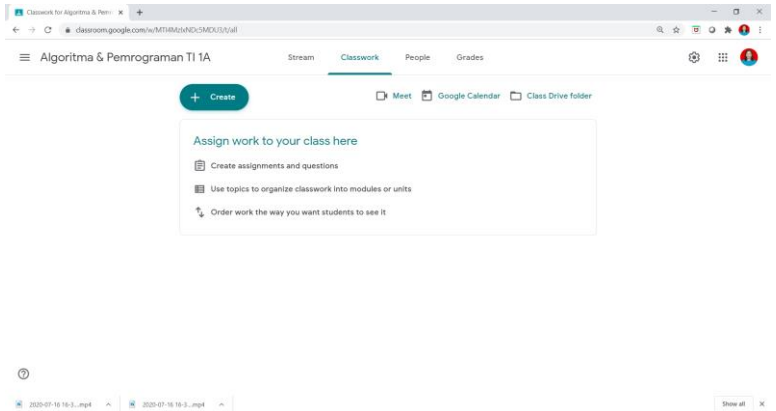 Classwork for Algoritma & Pemro
classroom.google.com
Algoritma & Pemrograman TI 1A
Stream Classwork People Grades
Create
Meet Google Calendar Class Drive folder
Assign work to your class here
Create assignments and questions
Use topics to organize classwork into modules or units
Order work the way you want students to see it
2020-07-16 16-3....mp4 2020-07-16 16-3....mp4 Show all